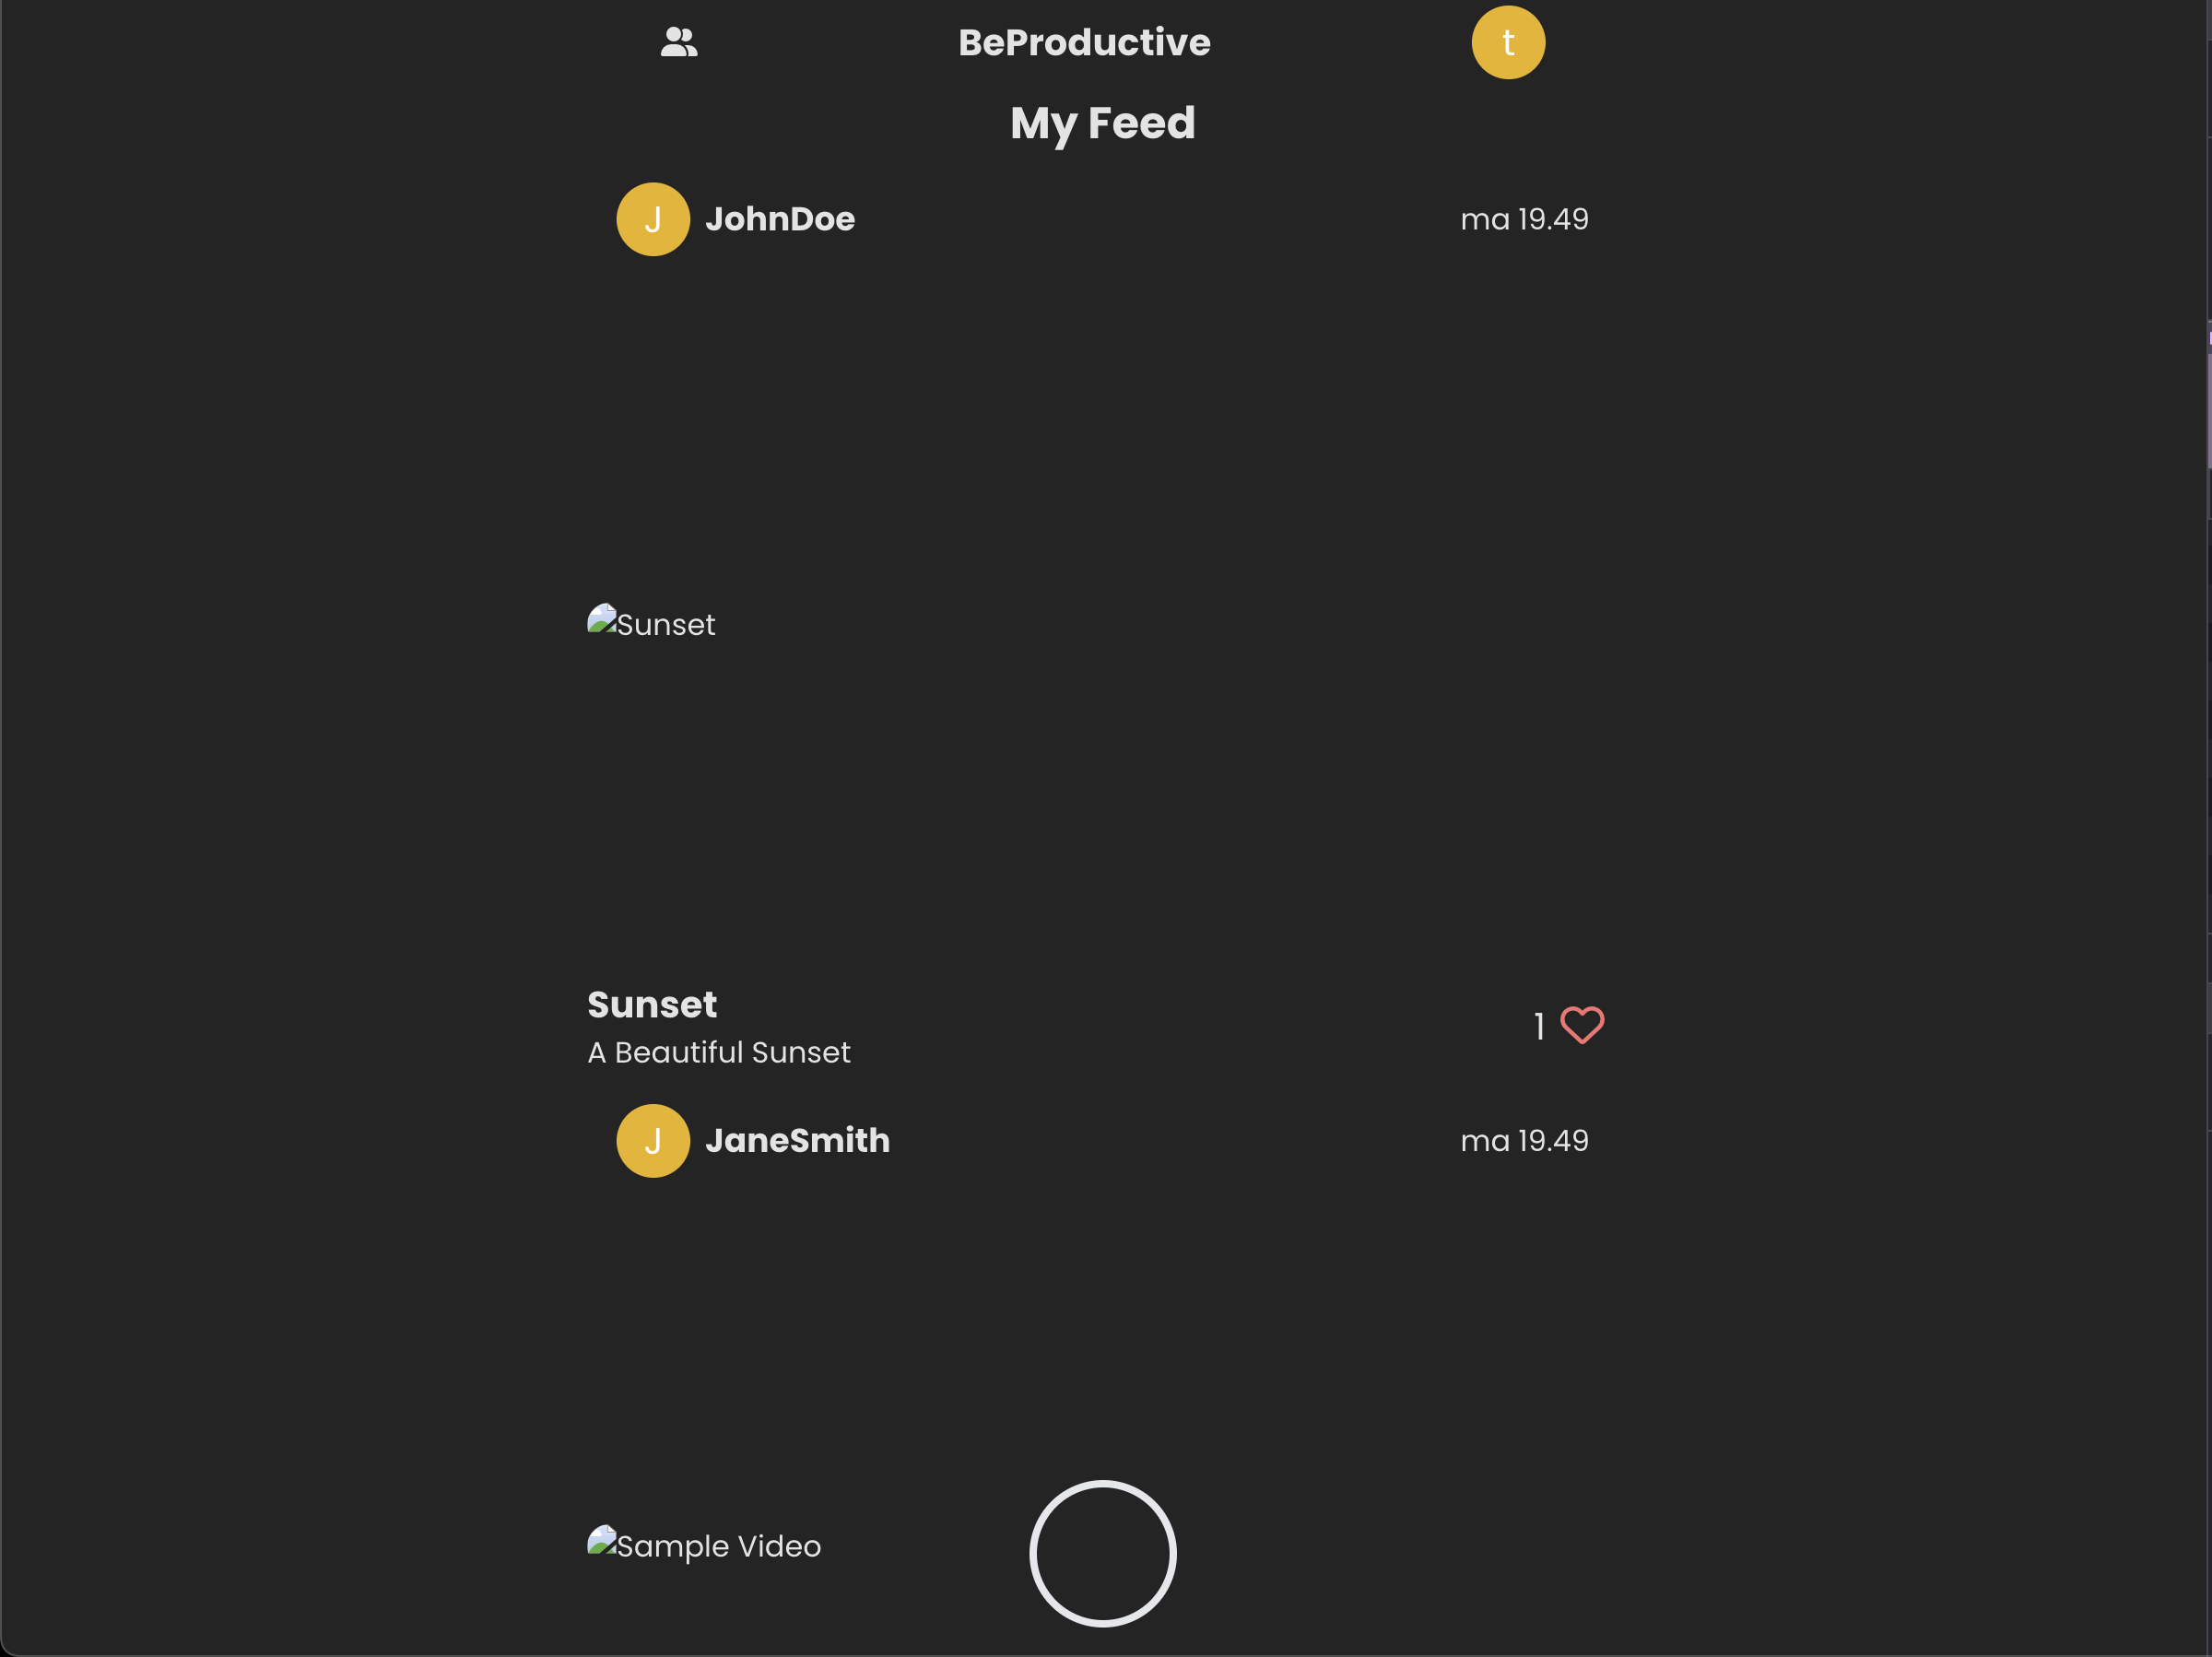 BeProductive
t
My Feed
J
JohnDoe
ma 19.49
Sunset
Sunset
1
A Beautiful Sunset
J
JaneSmith
ma 19.49
Sample Video